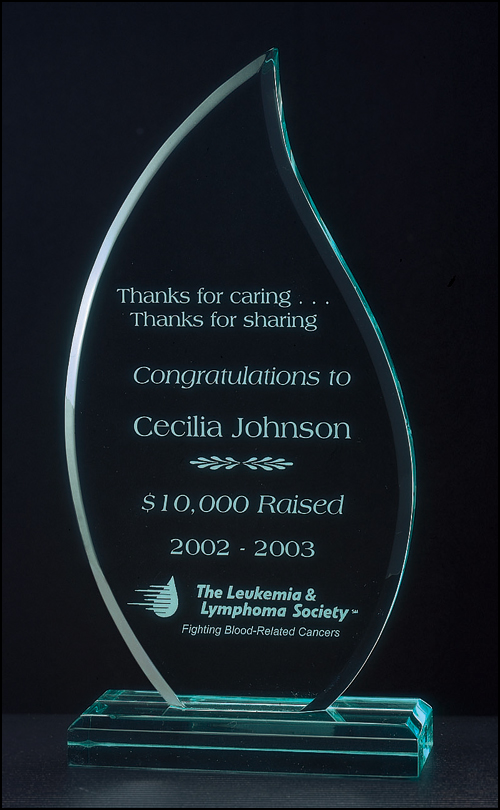 Thanks for caring . . .
Thanks for sharing
Congratulations to
Cecilia Johnson
$10,000 Raised
2002 - 2003
The Leukemia &
Lymphoma Society SM
Fighting Blood-Related Cancers